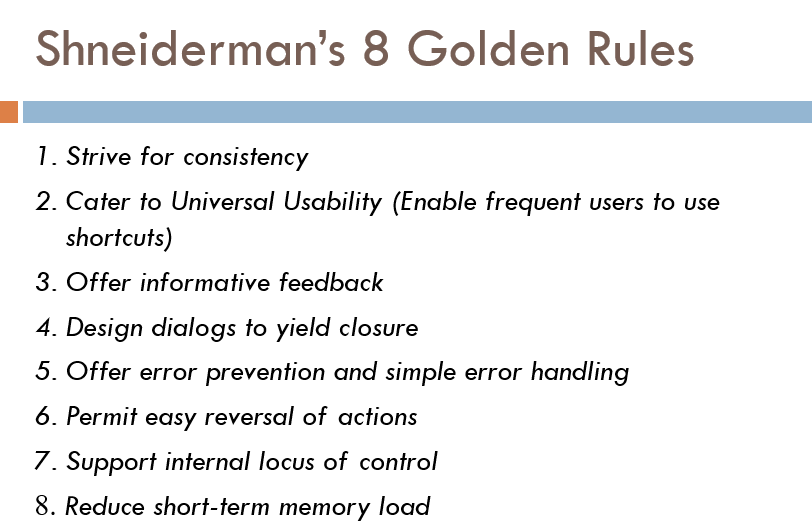 Shneiderman's 8 Golden Rules
1. Strive for consistency
2. Cater to Universal Usability (Enable frequent users to use
shortcuts)
3. Offer informative feedback
4. Design dialogs to yield closure
5. Offer error prevention and simple error handling
6. Permit easy reversal of actions
7. Support internal locus of control
8. Reduce short-term memory load